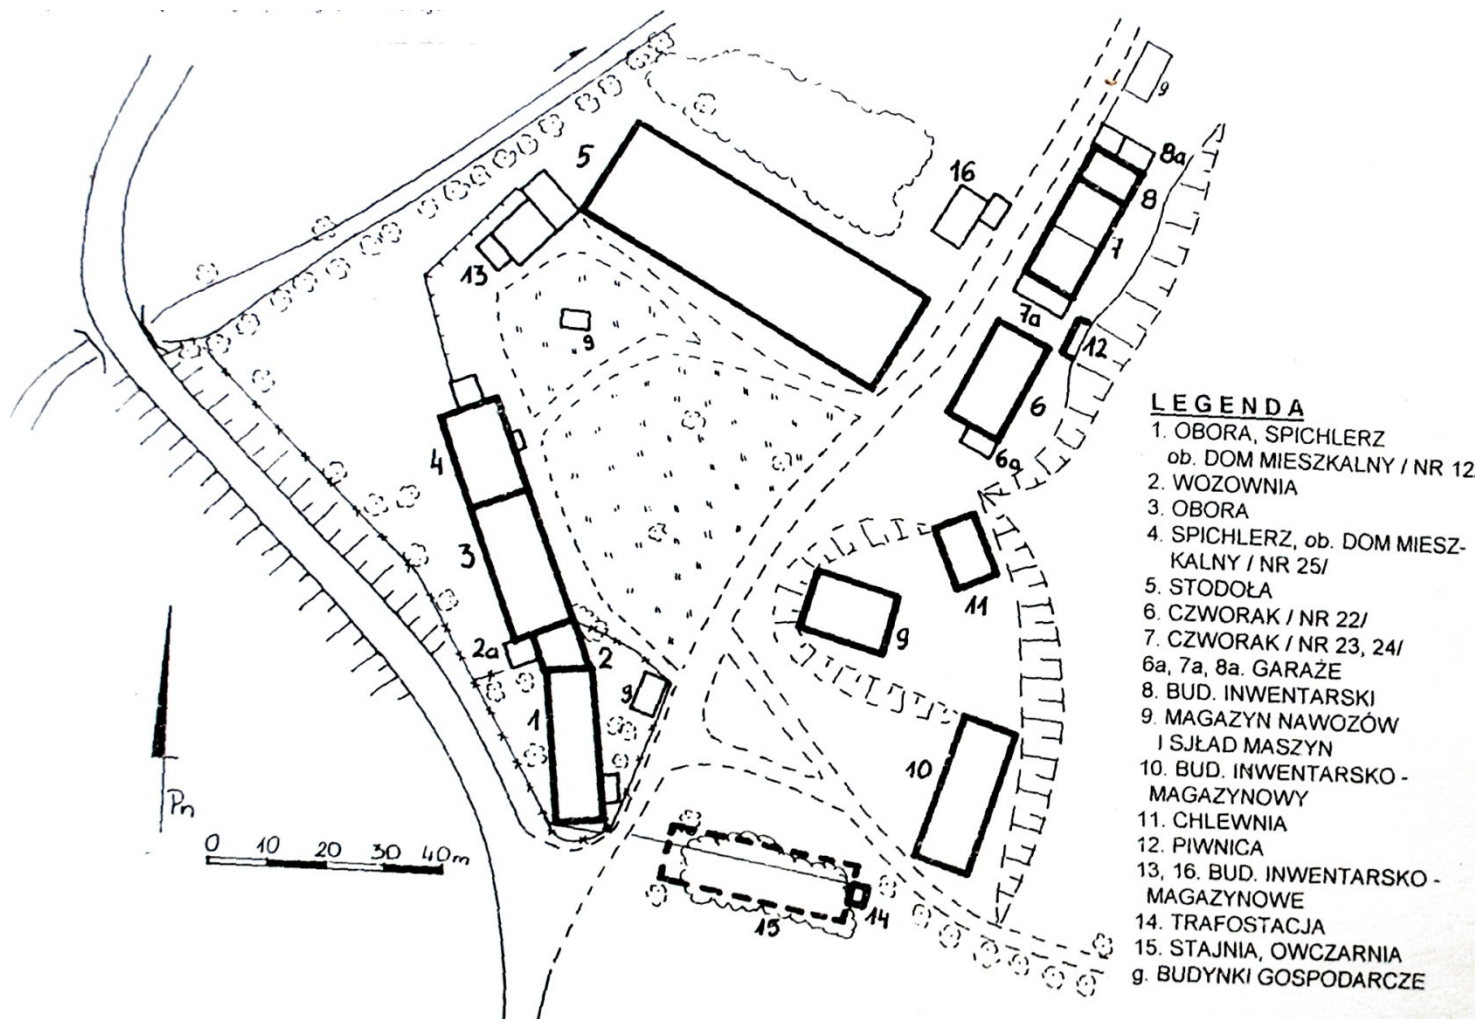 g
8a
5
16
8
13
7
7a
g
12
6
4
6a
3
11
2a
2
9
g
1
10
14
15
Pn
0 10 20 30 40m
LEGENDA
1. OBORA, SPICHLERZ
ob. DOM MIESZKALNY / NR 12
2. WOZOWNIA
3. OBORA
4. SPICHLERZ, ob. DOM MIESZ-
KALNY / NR 25/
5. STODOŁA
6. CZWORAK / NR 22/
7. CZWORAK / NR 23, 24/
6a, 7a, 8a. GARAŻE
8. BUD. INWENTARSKI
9. MAGAZYN NAWOZÓW
I SJŁAD MASZYN
10. BUD. INWENTARSKO -
MAGAZYNOWY
11. CHLEWNIA
12. PIWNICA
13, 16. BUD. INWENTARSKO -
MAGAZYNOWE
14. TRAFOSTACJA
15. STAJNIA, OWCZARNIA
g. BUDYNKI GOSPODARCZE